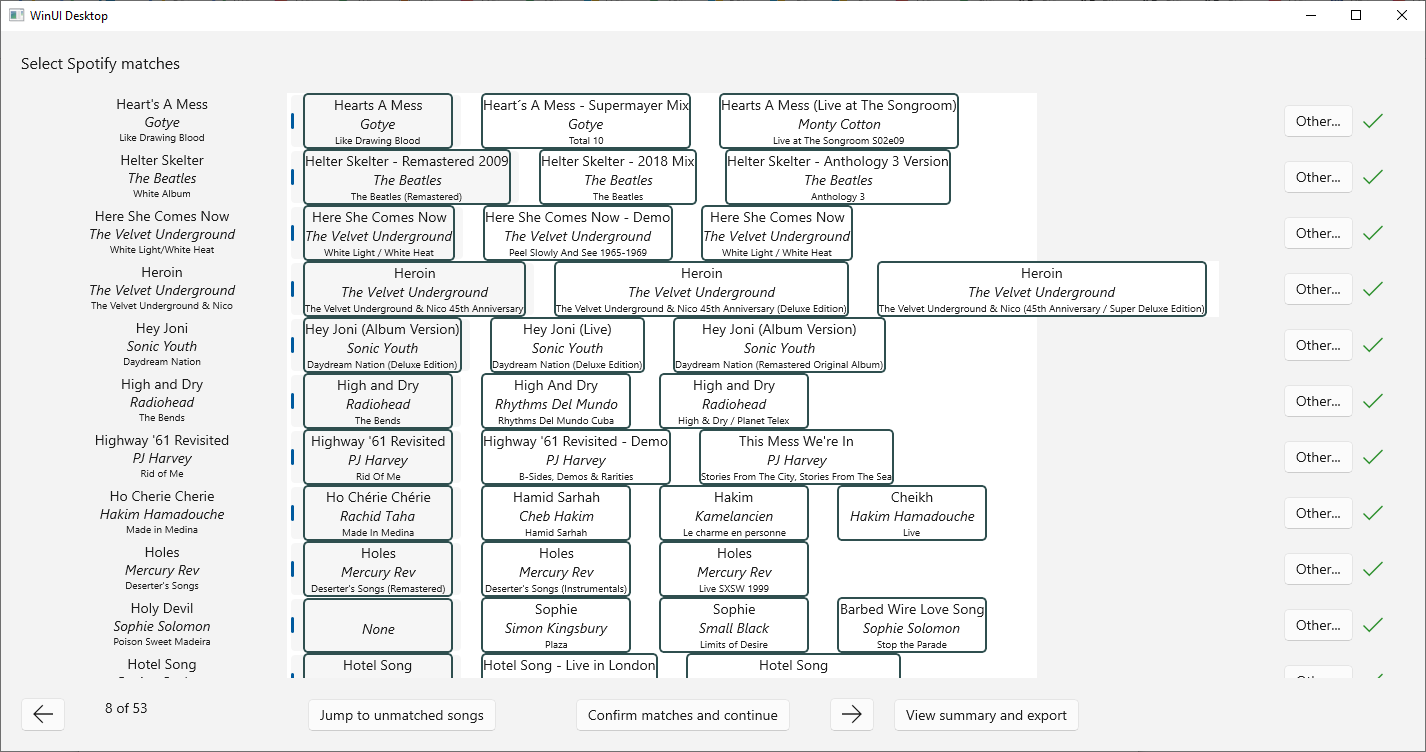 WinUI Desktop
Select Spotify matches
Heart's A Mess
Gotye
Like Drawing Blood
Hearts A Mess
Gotye
Like Drawing Blood
Heart´s A Mess - Supermayer Mix
Gotye
Total 10
Hearts A Mess (Live at The Songroom)
Monty Cotton
Live at The Songroom S02e09
Other...
Helter Skelter
The Beatles
White Album
Helter Skelter - Remastered 2009
The Beatles
The Beatles (Remastered)
Helter Skelter - 2018 Mix
The Beatles
The Beatles
Helter Skelter - Anthology 3 Version
The Beatles
Anthology 3
Other...
Here She Comes Now
The Velvet Underground
White Light/White Heat
Here She Comes Now
The Velvet Underground
White Light / White Heat
Here She Comes Now - Demo
The Velvet Underground
Peel Slowly And See 1965-1969
Here She Comes Now
The Velvet Underground
White Light / White Heat
Other...
Heroin
The Velvet Underground
The Velvet Underground & Nico
Heroin
The Velvet Underground
The Velvet Underground & Nico 45th Anniversary
Heroin
The Velvet Underground
The Velvet Underground & Nico 45th Anniversary (Deluxe Edition)
Heroin
The Velvet Underground
The Velvet Underground & Nico (45th Anniversary / Super Deluxe Edition)
Other...
Hey Joni
Sonic Youth
Daydream Nation
Hey Joni (Album Version)
Sonic Youth
Daydream Nation (Deluxe Edition)
Hey Joni (Live)
Sonic Youth
Daydream Nation (Deluxe Edition)
Hey Joni (Album Version)
Sonic Youth
Daydream Nation (Remastered Original Album)
Other...
High and Dry
Radiohead
The Bends
High and Dry
Radiohead
The Bends
High And Dry
Rhythms Del Mundo
Rhythms Del Mundo Cuba
High and Dry
Radiohead
High & Dry / Planet Telex
Other...
Highway '61 Revisited
PJ Harvey
Rid of Me
Highway '61 Revisited
PJ Harvey
Rid Of Me
Highway '61 Revisited - Demo
PJ Harvey
B-Sides, Demos & Rarities
This Mess We're In
PJ Harvey
Stories From The City, Stories From The Sea
Other...
Ho Cherie Cherie
Hakim Hamadouche
Made in Medina
Ho Chérie Chérie
Rachid Taha
Made In Medina
Hamid Sarhah
Cheb Hakim
Hamid Sarhah
Hakim
Kamelancien
Le charme en personne
Cheikh
Hakim Hamadouche
Live
Other...
Holes
Mercury Rev
Deserter's Songs
Holes
Mercury Rev
Deserter's Songs (Remastered)
Holes
Mercury Rev
Deserter's Songs (Instrumentals)
Holes
Mercury Rev
Live SXSW 1999
Other...
Holy Devil
Sophie Solomon
Poison Sweet Madeira
None
Sophie
Simon Kingsbury
Plaza
Sophie
Small Black
Limits of Desire
Barbed Wire Love Song
Sophie Solomon
Stop the Parade
Other...
Hotel Song
Hotel Song
Hotel Song - Live in London
Hotel Song
8 of 53
Jump to unmatched songs
Confirm matches and continue
View summary and export